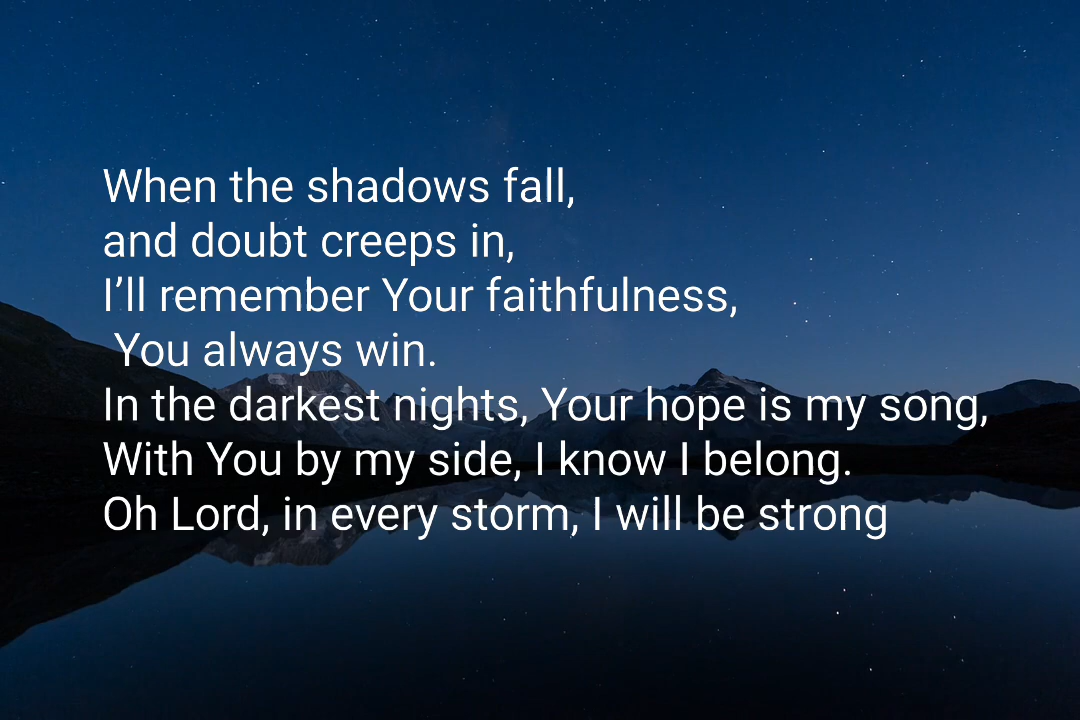 When the shadows fall,
and doubt creeps in,
I’ll remember Your faithfulness,
You always win.
In the darkest nights, Your hope is my song,
With You by my side, I know I belong.
Oh Lord, in every storm, I will be strong